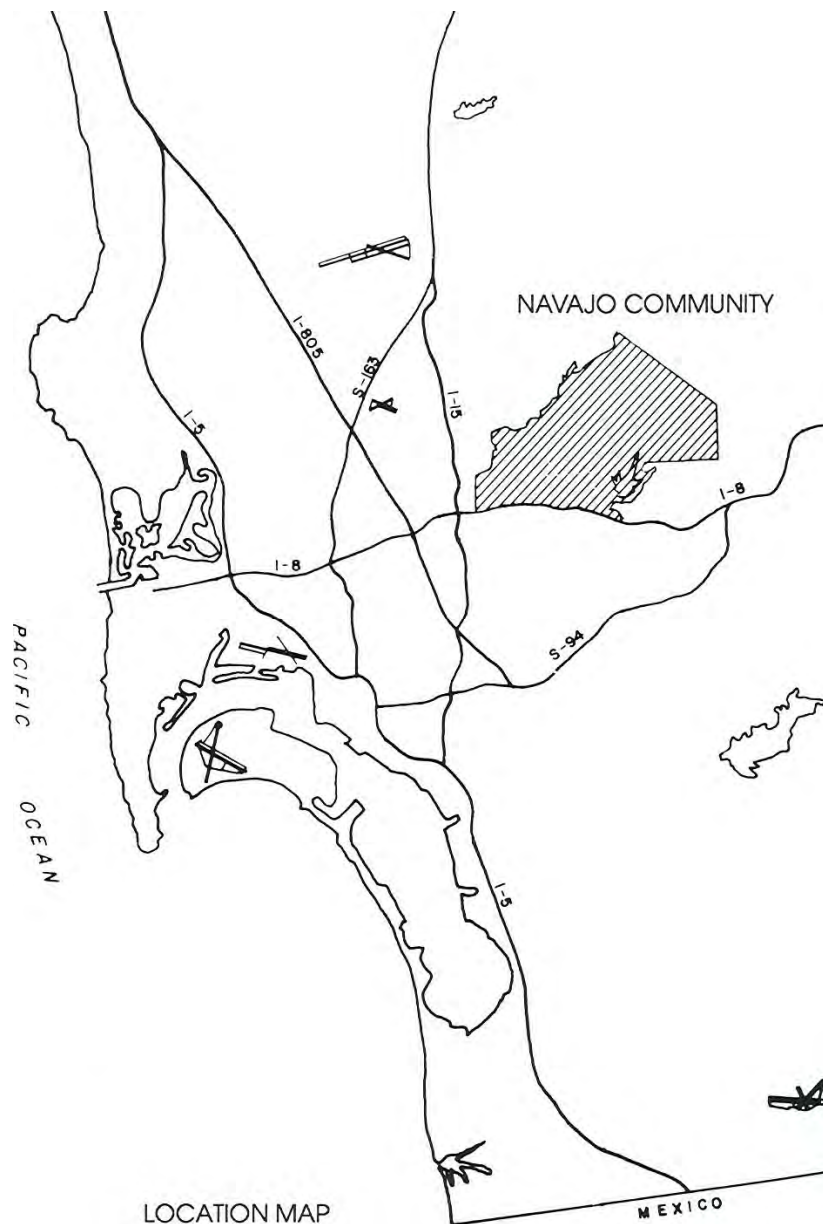 NAVAJO COMMUNITY
I-805
S-163
I-15
I-5
I-8
I-8
S-94
PACIFIC
OCEAN
I-5
MEXICO
LOCATION MAP